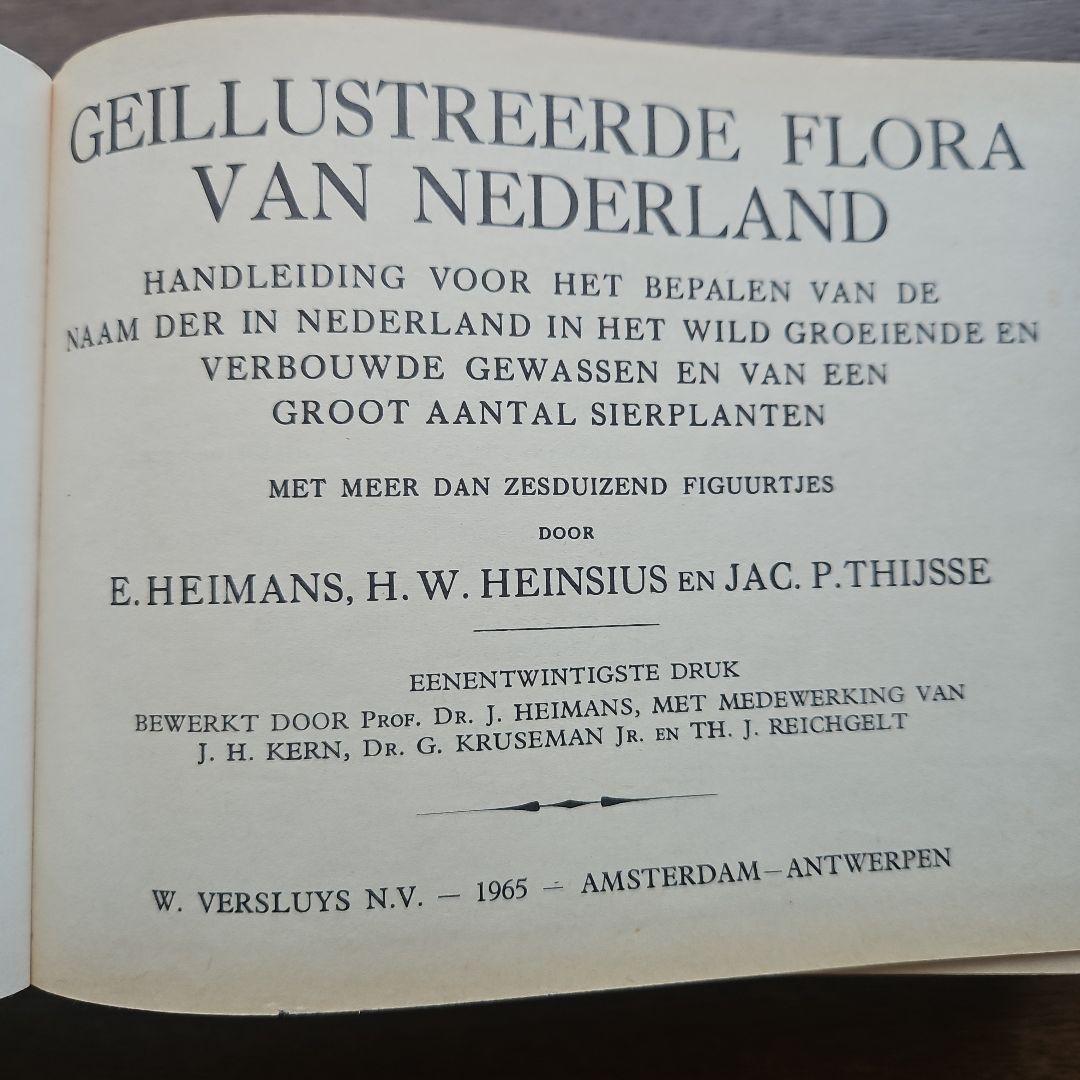 GEILLUSTREERDE FLORA
VAN NEDERLAND
HANDLEIDING VOOR HET BEPALEN VAN DE
NAAM DER IN NEDERLAND IN HET WILD GROEIENDE EN
VERBOUWDE GEWASSEN EN VAN EEN
GROOT AANTAL SIERPLANTEN
MET MEER DAN ZESDUIZEND FIGUURTJES
DOOR
E. HEIMANS, H. W. HEINSIUS EN JAC. P. THIJSSE
EENENTWINTIGSTE DRUK
BEWERKT DOOR PROF. DR. J. HEIMANS, MET MEDEWERKING VAN
J. H. KERN, DR. G. KRUSEMAN JR. EN TH. J. REICHGELT
W. VERSLUYS N.V. — 1965 — AMSTERDAM—ANTWERPEN